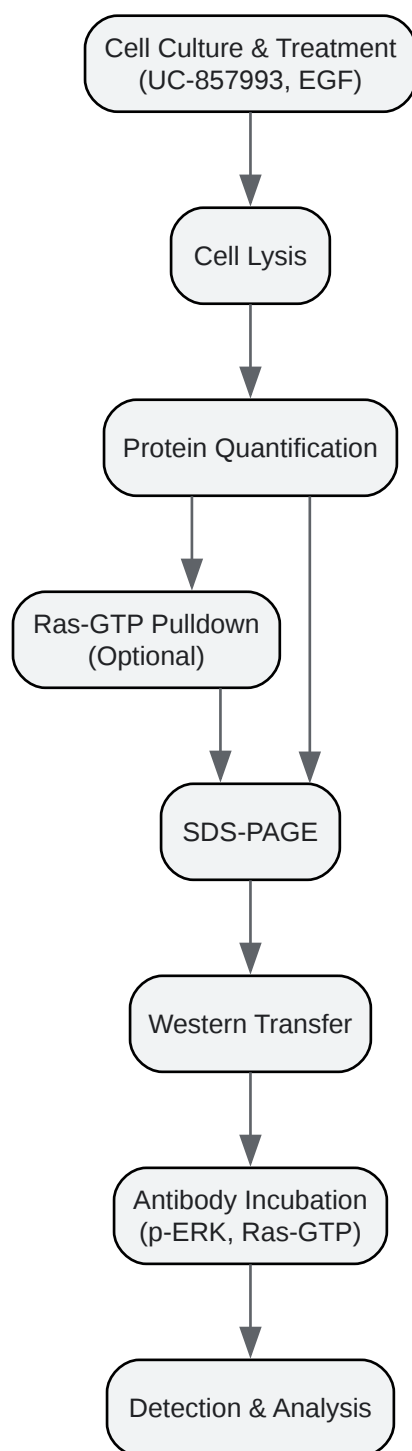 Cell Culture & Treatment
(UC-857993, EGF)
Cell Lysis
Protein Quantification
Ras-GTP Pulldown
(Optional)
SDS-PAGE
Western Transfer
Antibody Incubation
(p-ERK, Ras-GTP)
Detection & Analysis